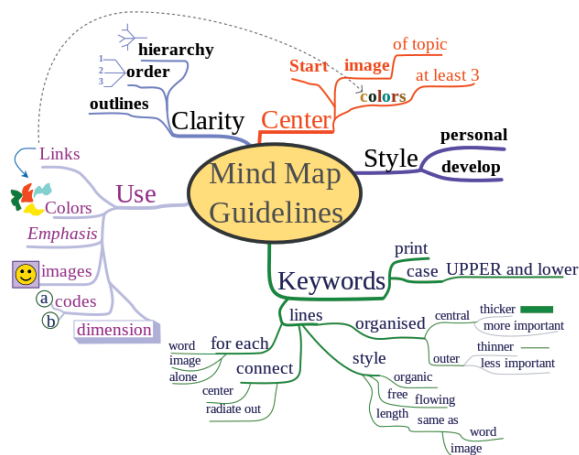 Mind Map
Guidelines
Clarity
hierarchy
1
2
3
order
outlines
Center
Start
image
of topic
colors
at least 3
Style
personal
develop
Use
Links
Colors
Emphasis
images
codes
a
b
dimension
Keywords
print
case
UPPER and lower
lines
for each
word
image
alone
connect
center
radiate out
organised
central
thicker
more important
outer
thinner
less important
style
organic
free
flowing
length
same as
word
image